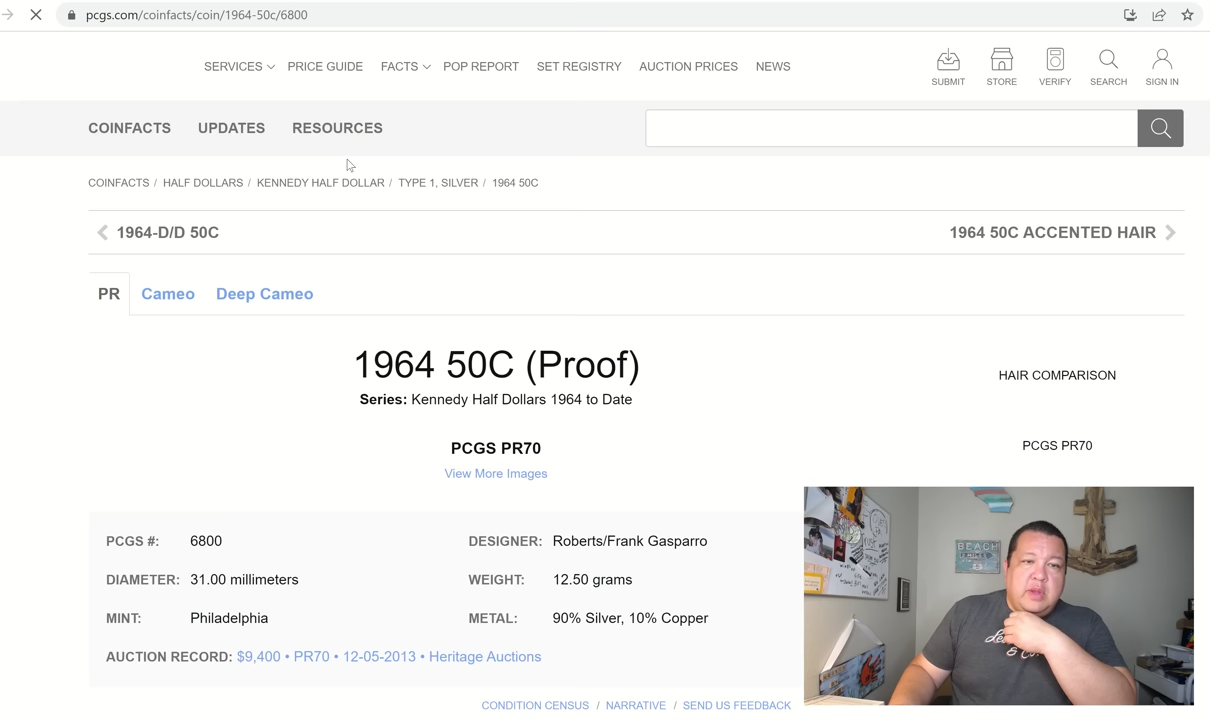 pcgs.com/coinfacts/coin/1964-50c/6800
SERVICES PRICE GUIDE FACTS POP REPORT SET REGISTRY AUCTION PRICES NEWS
SUBMIT STORE VERIFY SEARCH SIGN IN
COINFACTS UPDATES RESOURCES
COINFACTS / HALF DOLLARS / KENNEDY HALF DOLLAR / TYPE 1, SILVER / 1964 50C
1964-D/D 50C 1964 50C ACCENTED HAIR
PR Cameo Deep Cameo
1964 50C (Proof)
Series: Kennedy Half Dollars 1964 to Date
HAIR COMPARISON
PCGS PR70
View More Images
PCGS PR70
PCGS #: 6800 DESIGNER: Roberts/Frank Gasparro
DIAMETER: 31.00 millimeters WEIGHT: 12.50 grams
MINT: Philadelphia METAL: 90% Silver, 10% Copper
AUCTION RECORD: $9,400 • PR70 • 12-05-2013 • Heritage Auctions
CONDITION CENSUS / NARRATIVE / SEND US FEEDBACK
BEACH